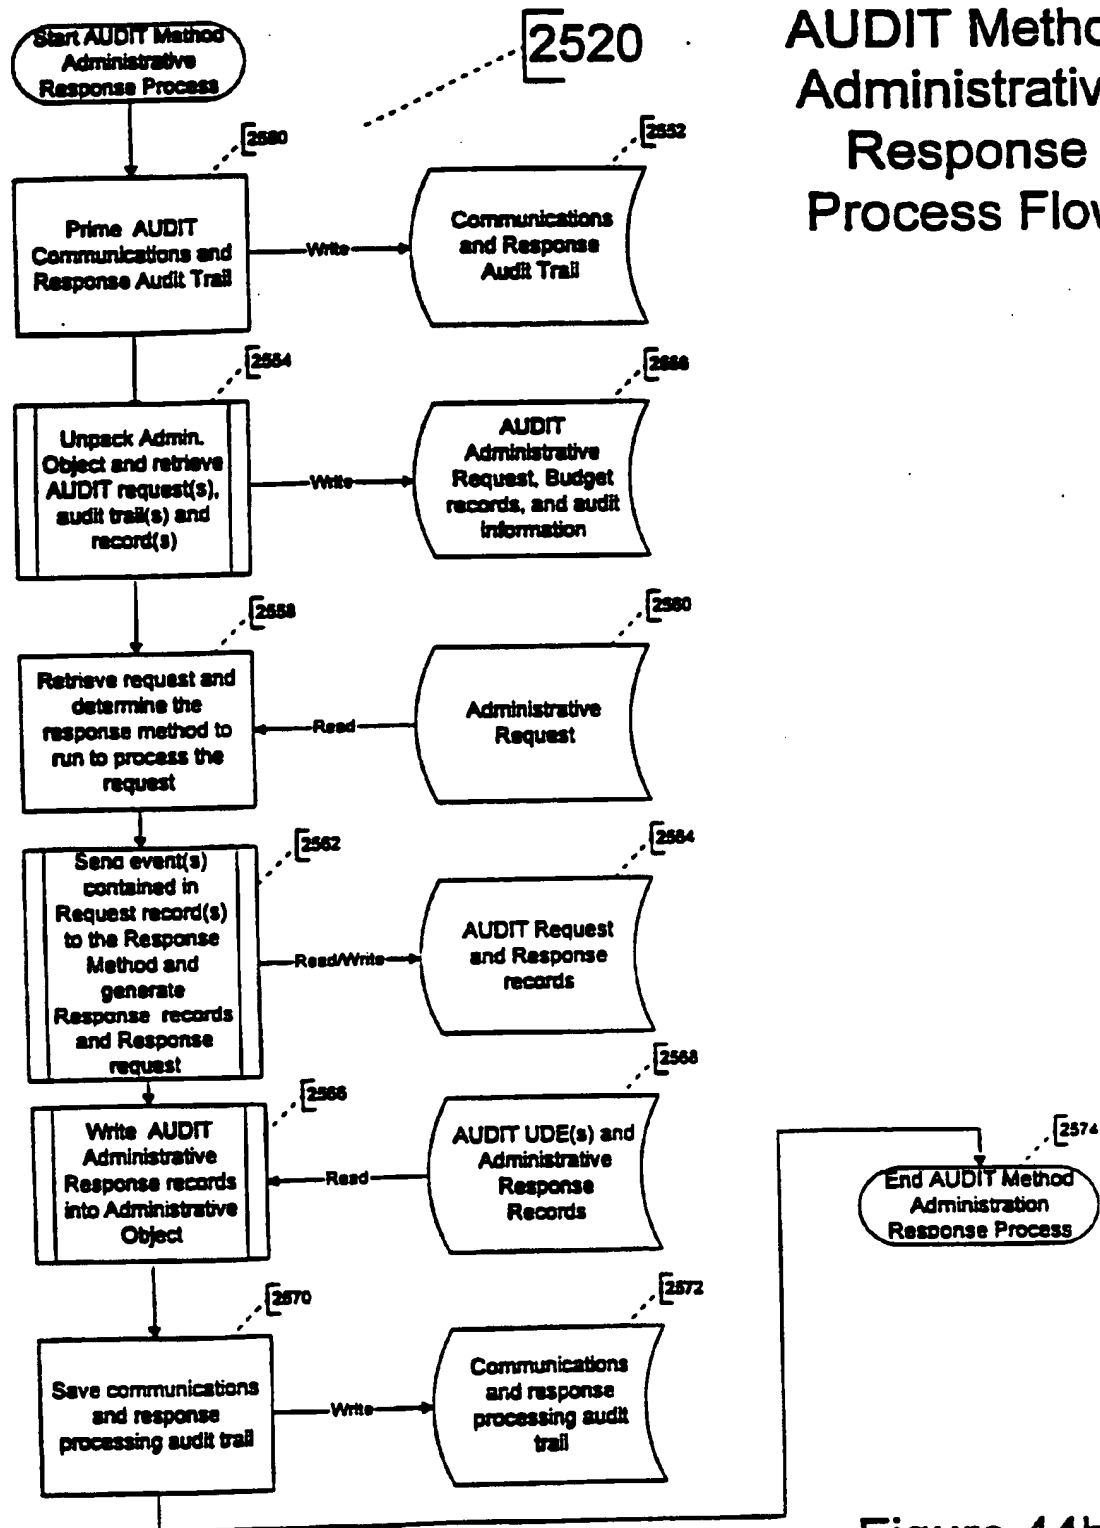 Start AUDIT Method
Administrative
Response Process
2520
AUDIT Metho
Administrativ
Response
Process Flow
2580
Prime AUDIT
Communications and
Response Audit Trail
Write
2552
Communications
and Response
Audit Trail
2554
Unpack Admin.
Object and retrieve
AUDIT request(s),
audit trail(s) and
record(s)
Write
2556
AUDIT
Administrative
Request, Budget
records, and audit
information
2558
Retrieve request and
determine the
response method to
run to process the
request
Read
2560
Administrative
Request
2562
Send event(s)
contained in
Request record(s)
to the Response
Method and
generate
Response records
and Response
request
Read/Write
2564
AUDIT Request
and Response
records
2566
Write AUDIT
Administrative
Response records
into Administrative
Object
Read
2568
AUDIT UDE(s) and
Administrative
Response
Records
2574
End AUDIT Method
Administration
Response Process
2570
Save communications
and response
processing audit trail
Write
2572
Communications
and response
processing audit
trail
Figure 44b